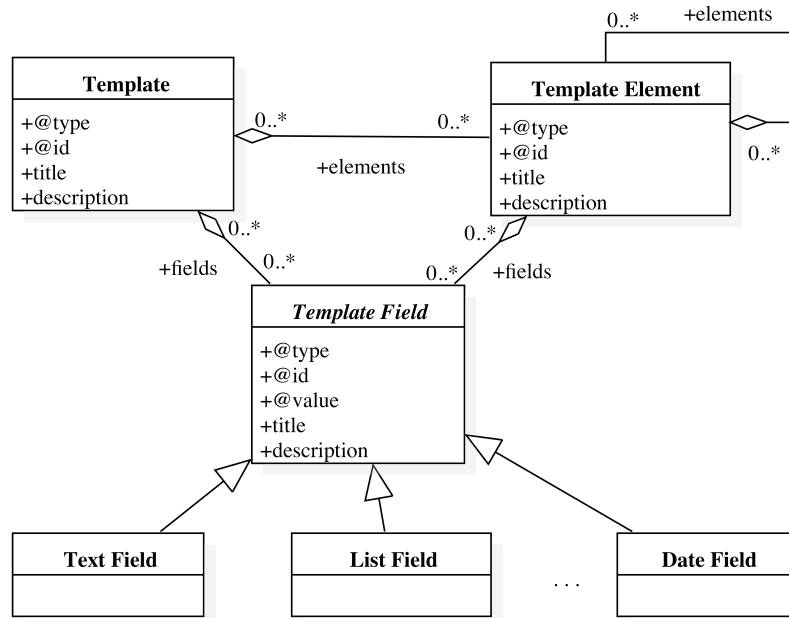 0..*
+elements
Template
+@type
+@id
+title
+description
0..*
0..*
+elements
Template Element
+@type
+@id
+title
+description
0..*
0..*
0..*
+fields
0..*
0..*
+fields
Template Field
+@type
+@id
+@value
+title
+description
Text Field
List Field
. . .
Date Field